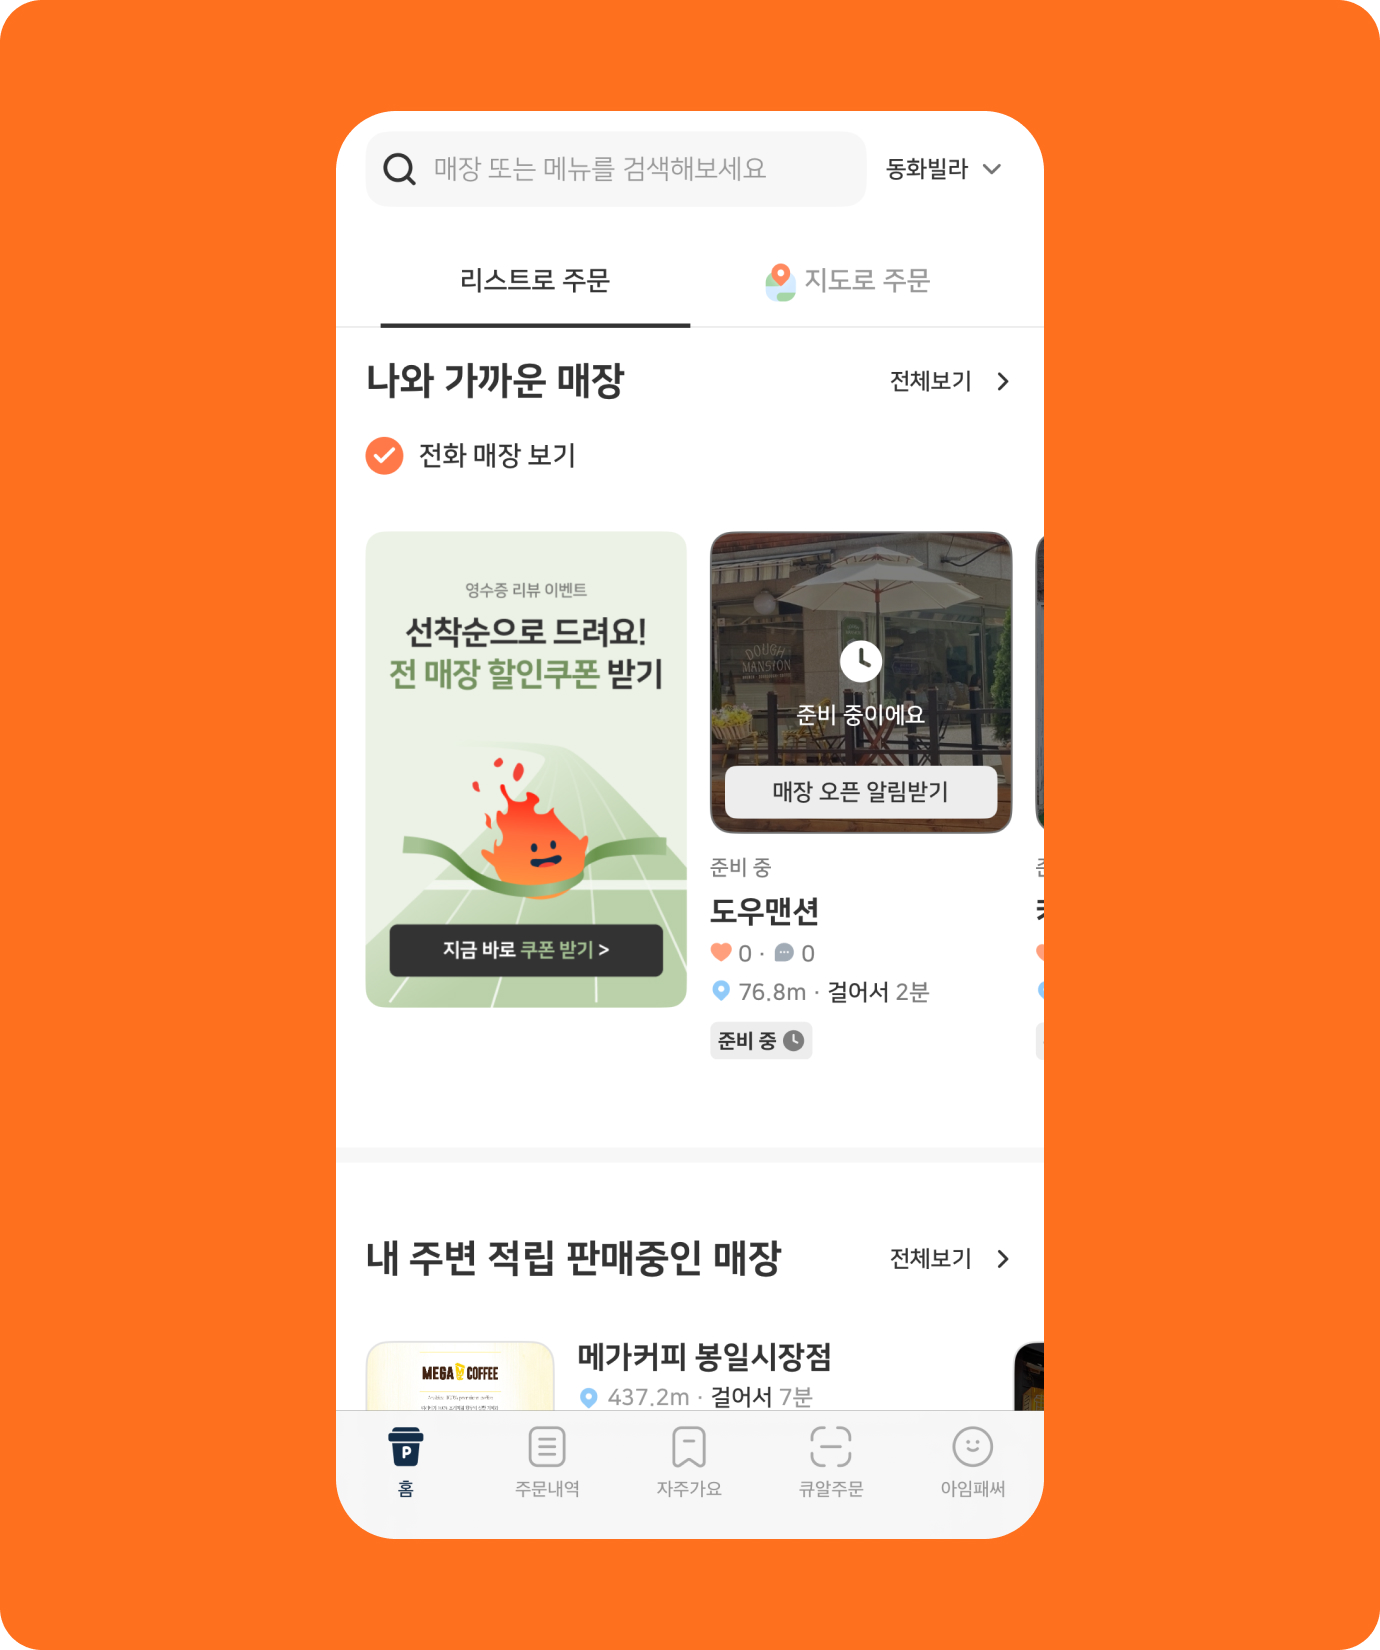 매장 또는 메뉴를 검색해보세요
동화빌라
리스트로 주문
지도로 주문
나와 가까운 매장
전체보기
전화 매장 보기
영수증 리뷰 이벤트
선착순으로 드려요!
전 매장 할인쿠폰 받기
지금 바로 쿠폰 받기 >
DOUGH
MANSION
준비 중이에요
매장 오픈 알림받기
준비 중
도우맨션
0 · 0
76.8m · 걸어서 2분
준비 중
내 주변 적립 판매중인 매장
전체보기
MEGA COFFEE
메가커피 봉일시장점
437.2m · 걸어서 7분
P
홈
주문내역
자주가요
큐알주문
아임패써